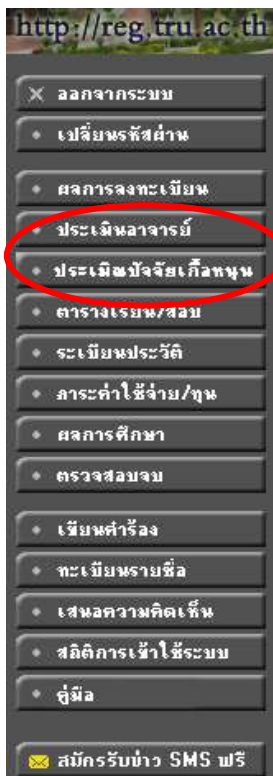 http://reg.tru.ac.th
ออกจากระบบ
เปลี่ยนรหัสผ่าน
ผลการลงทะเบียน
ประเมินอาจารย์
ประเมินปัจจัยเกื้อหนุน
ตารางเรียน/สอบ
ระเบียนประวัติ
ภาระค่าใช้จ่าย/ทุน
ผลการศึกษา
ตรวจสอบจบ
เขียนคำร้อง
ทะเบียนรายชื่อ
เสนอความคิดเห็น
สถิติการเข้าใช้ระบบ
คู่มือ
สมัครรับข่าว SMS ฟรี